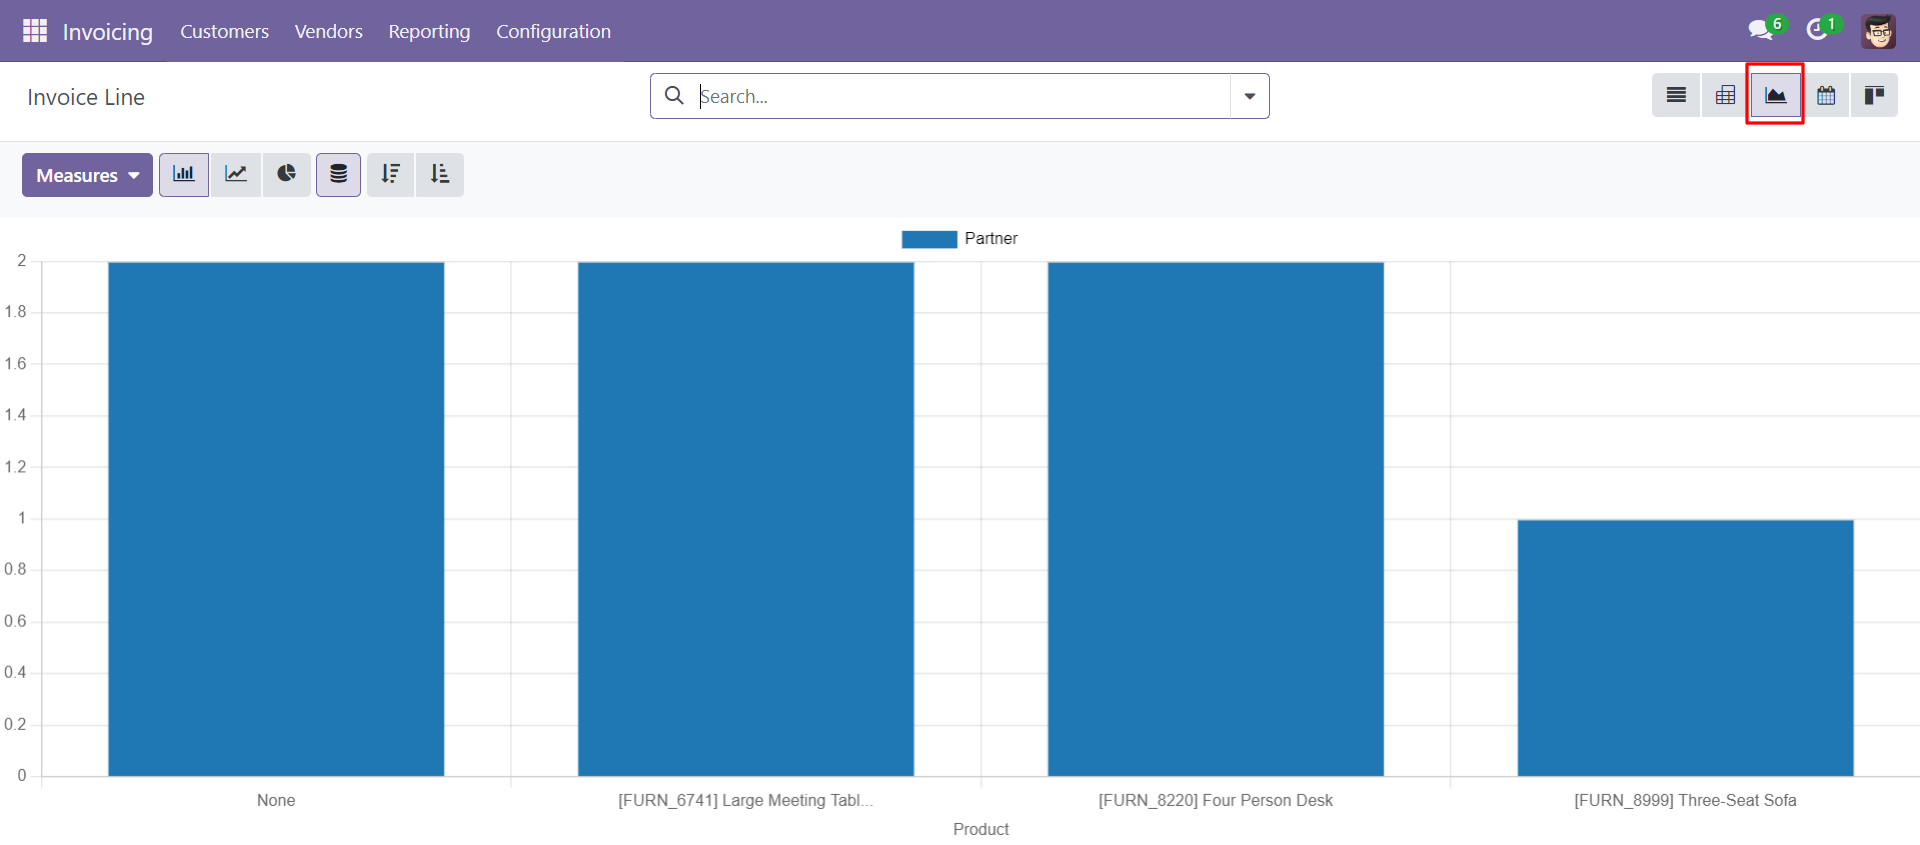 Invoicing Customers Vendors Reporting Configuration 6 1
Invoice Line
Search...
Measures
Partner
2
1.8
1.6
1.4
1.2
1
0.8
0.6
0.4
0.2
0
None [FURN_6741] Large Meeting Tabl... [FURN_8220] Four Person Desk [FURN_8999] Three-Seat Sofa
Product